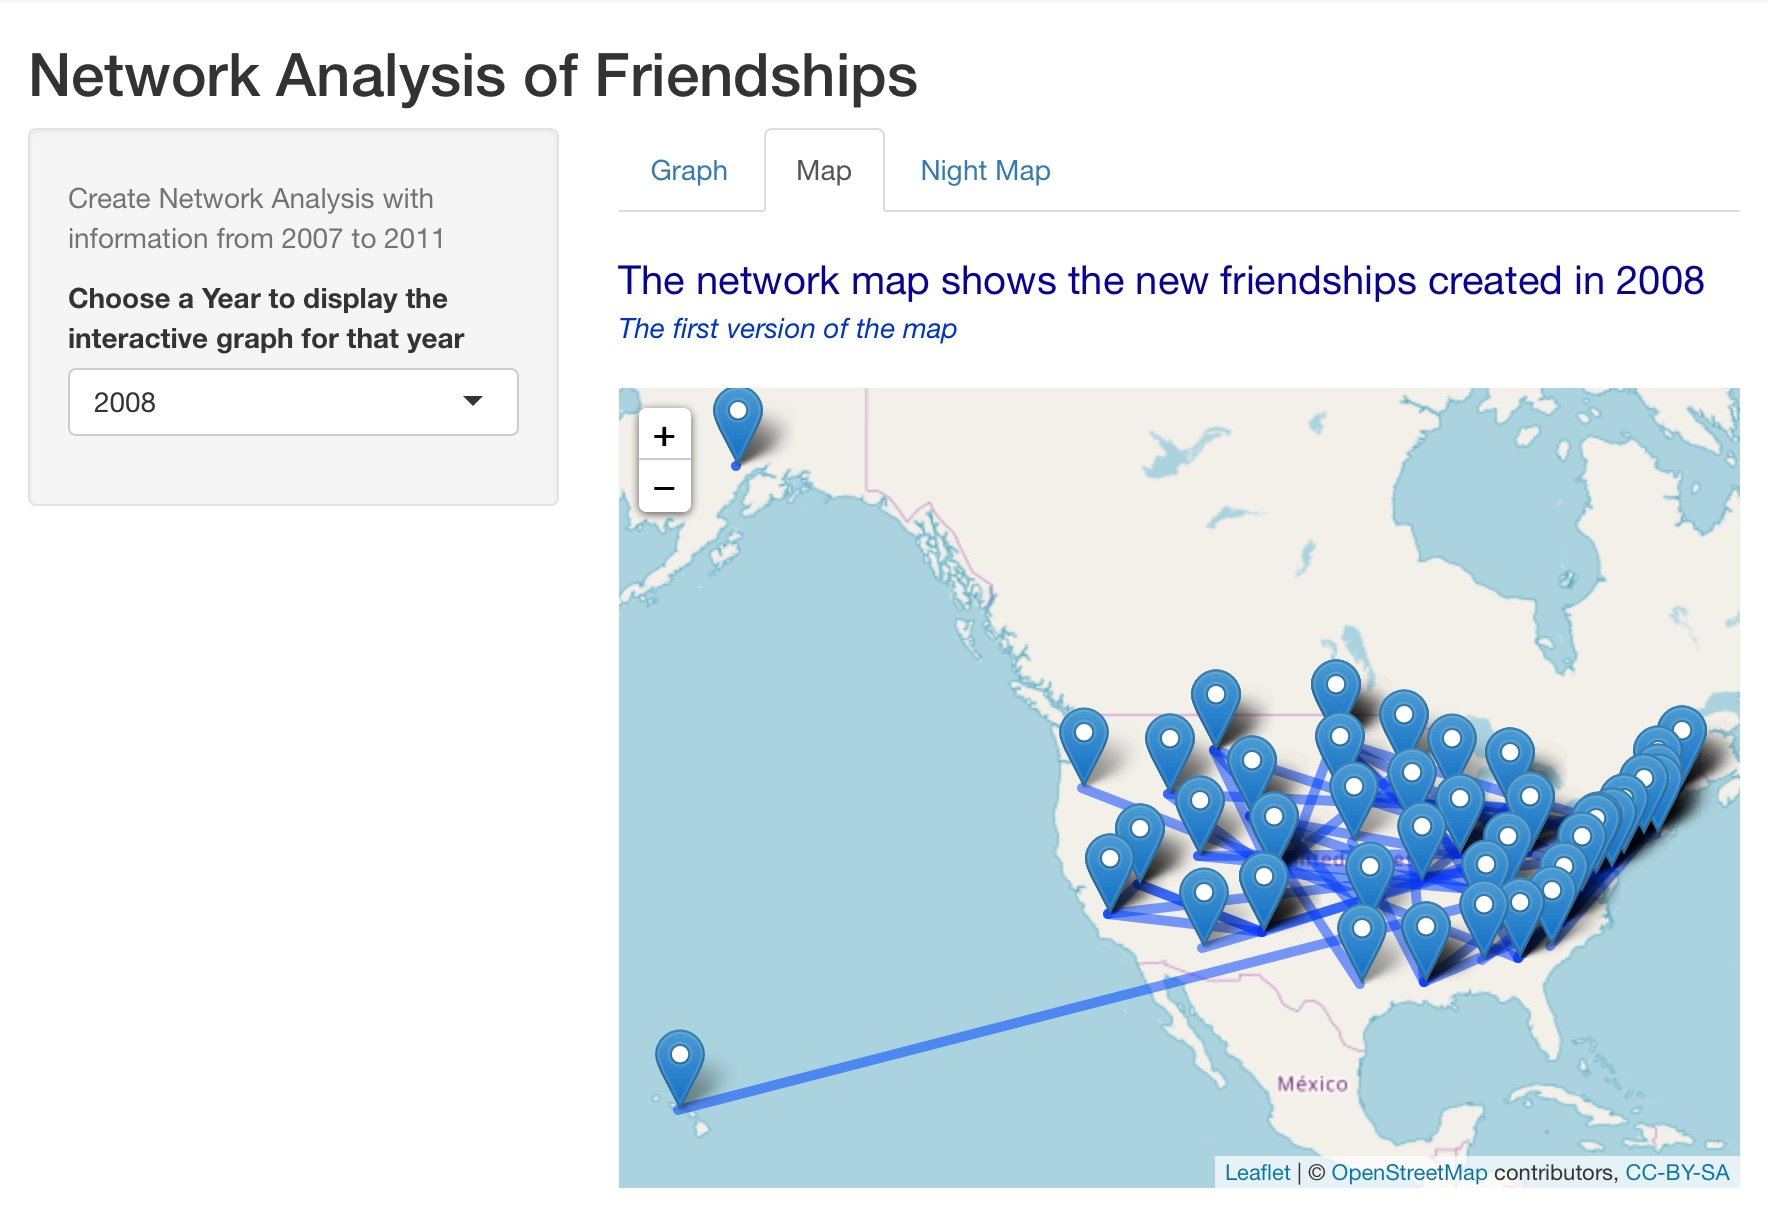 Network Analysis of Friendships
Create Network Analysis with
information from 2007 to 2011
Choose a Year to display the
interactive graph for that year
2008
Graph
Map
Night Map
The network map shows the new friendships created in 2008
The first version of the map
+
−
México
Leaflet | © OpenStreetMap contributors, CC-BY-SA